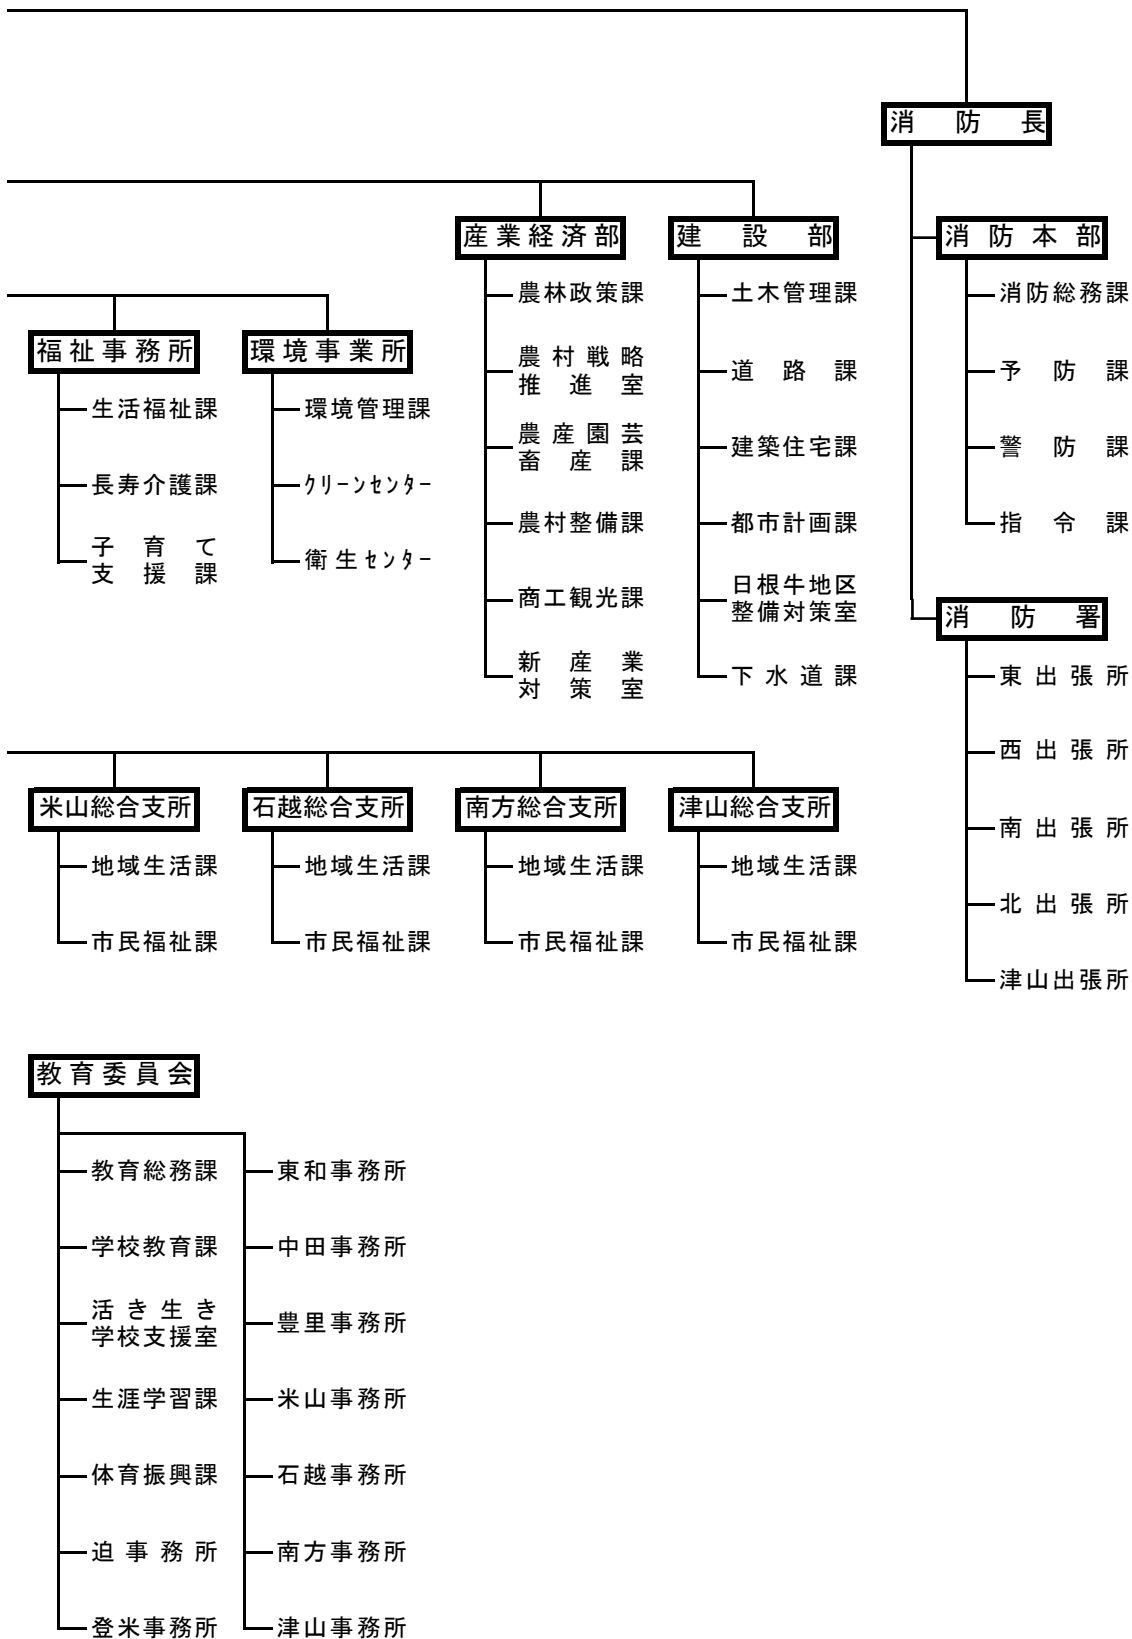 消防長
消防本部
消防総務課
予防課
警防課
指令課
消防署
東出張所
西出張所
南出張所
北出張所
津山出張所
産業経済部
農林政策課
農村戦略
推進室
農産園芸
畜産課
農村整備課
商工観光課
新産業
対策室
建設部
土木管理課
道路課
建築住宅課
都市計画課
日根牛地区
整備対策室
下水道課
福祉事務所
生活福祉課
長寿介護課
子育て
支援課
環境事業所
環境管理課
ｸﾘｰﾝｾﾝﾀｰ
衛生ｾﾝﾀｰ
米山総合支所
地域生活課
市民福祉課
石越総合支所
地域生活課
市民福祉課
南方総合支所
地域生活課
市民福祉課
津山総合支所
地域生活課
市民福祉課
教育委員会
教育総務課
学校教育課
活き生き
学校支援室
生涯学習課
体育振興課
迫事務所
登米事務所
東和事務所
中田事務所
豊里事務所
米山事務所
石越事務所
南方事務所
津山事務所